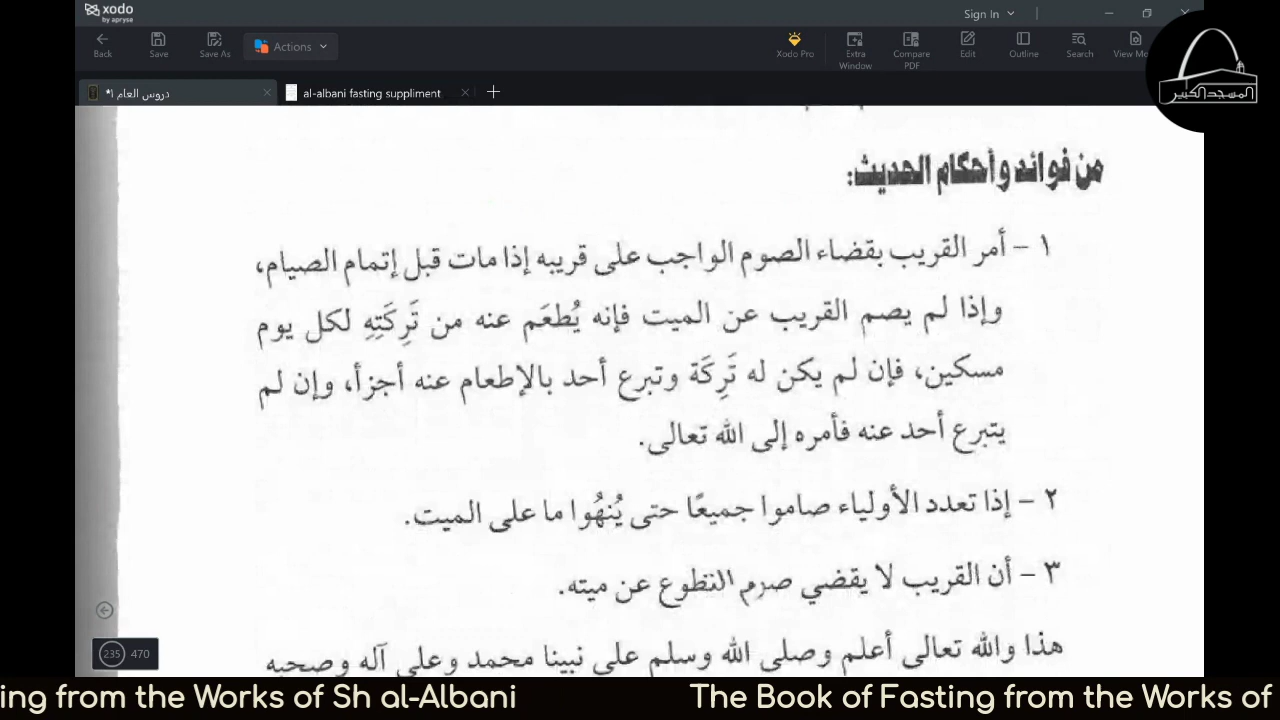 xodo
by apryse
Sign In
Back
Save
Save As
Actions
Xodo Pro
Extra Window
Compare PDF
Edit
Outline
Search
View Mo
المسجد الكبير
دروس العام ١*
al-albani fasting suppliment
من فوائد وأحكام الحديث:
١ – أمر القريب بقضاء الصوم الواجب على قريبه إذا مات قبل إتمام الصيام،
وإذا لم يصم القريب عن الميت فإنه يُطعَم عنه من تَرِكَتِهِ لكل يوم
مسكين، فإن لم يكن له تَرِكَة وتبرع أحد بالإطعام عنه أجزأ، وإن لم
يتبرع أحد عنه فأمره إلى الله تعالى.
٢ – إذا تعدد الأولياء صاموا جميعًا حتى يُنهُوا ما على الميت.
٣ – أن القريب لا يقضي صوم التطوع عن ميته.
هذا والله تعالى أعلم وصلى الله وسلم على نبينا محمد وعلى آله وصحبه
235 470
ing from the Works of Sh al-Albani
The Book of Fasting from the Works of